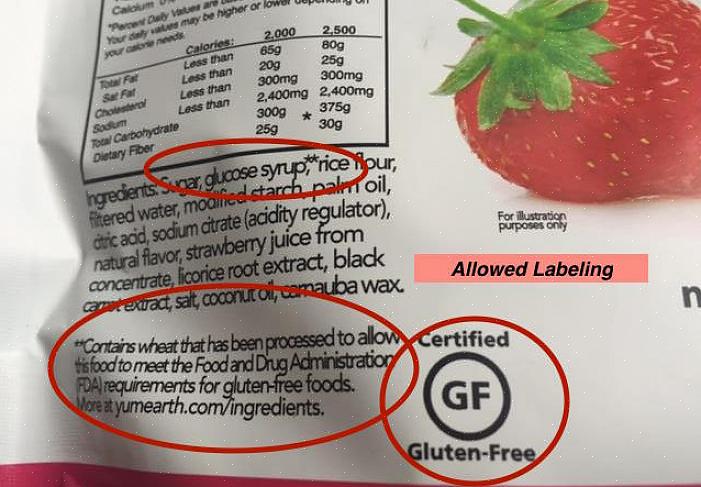 Calcium
*Percent Daily Values are
Your daily values may be higher or lower depending on
your calorie needs.
Calories: 2,000 2,500
Total Fat Less than 65g 80g
Sat Fat Less than 20g 25g
Cholesterol Less than 300mg 300mg
Sodium Less than 2,400mg 2,400mg
Total Carbohydrate 300g * 375g
Dietary Fiber 25g 30g
Ingredients: Sugar, glucose syrup,**rice flour,
filtered water, modified starch, palm oil,
citric acid, sodium citrate (acidity regulator),
natural flavor, strawberry juice from
concentrate, licorice root extract, black
carrot extract, salt, coconut oil, carnauba wax.
**Contains wheat that has been processed to allow
this food to meet the Food and Drug Administration
(FDA) requirements for gluten-free foods.
More at yumearth.com/ingredients.
For illustration
purposes only
Allowed Labeling
Certified
GF
Gluten-Free